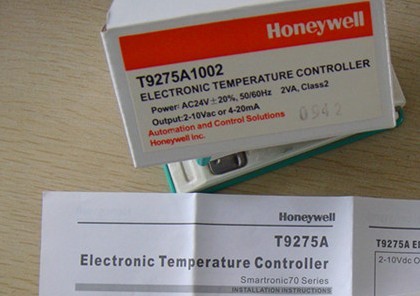 Honeywell
T9275A1002
ELECTRONIC TEMPERATURE CONTROLLER
Power: AC24V ± 20%, 50/60Hz 2VA, Class2
Output:2-10Vac or 4-20mA
Automation and Control Solutions
Honeywell Inc.
0942
Honeywell
T9275A
Electronic Temperature Controller
Smartronic70 Series
INSTALLATION INSTRUCTIONS
T9275A El
2-10Vdc O